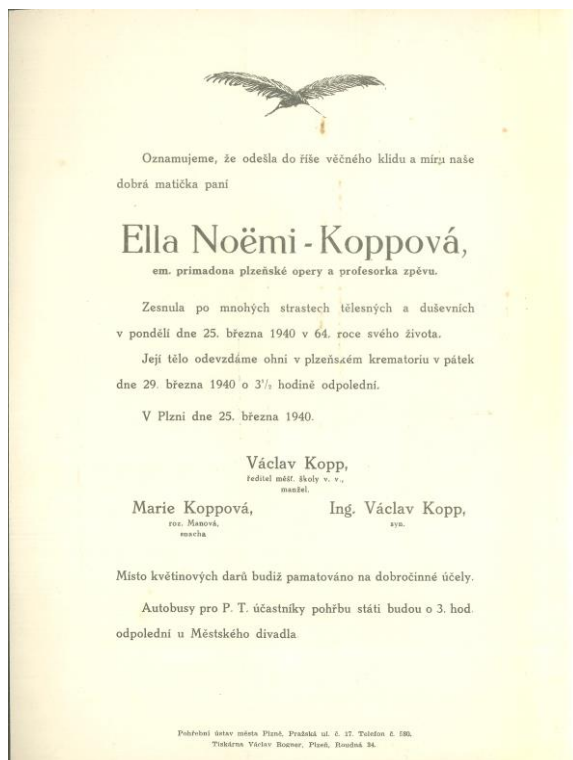 Oznamujeme, že odešla do říše věčného klidu a míru naše
dobrá matička paní
Ella Noëmi - Koppová,
em. primadona plzeňské opery a profesorka zpěvu.
Zesnula po mnohých strastech tělesných a duševních
v pondělí dne 25. března 1940 v 64. roce svého života.
Její tělo odevzdáme ohni v plzeňském krematoriu v pátek
dne 29. března 1940 o 3½ hodině odpolední.
V Plzni dne 25. března 1940.
Václav Kopp,
ředitel měšť. školy v. v.,
manžel.
Marie Koppová,
roz. Manová,
snacha
Ing. Václav Kopp,
syn.
Místo květinových darů budiž pamatováno na dobročinné účely.
Autobusy pro P. T. účastníky pohřbu státi budou o 3. hod.
odpolední u Městského divadla
Pohřební ústav města Plzně, Pražská ul. č. 17. Telefon č.
Tiskárna Václav Rogner, Plzeň, Roudná 34.